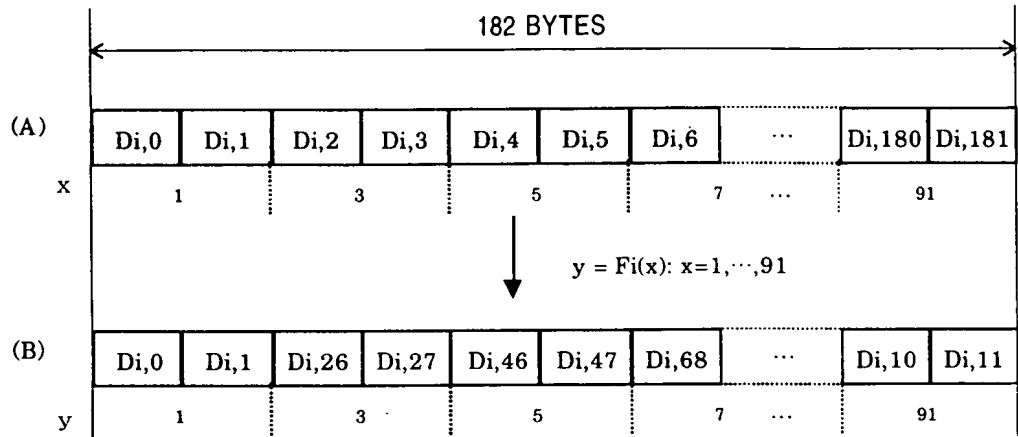 182 BYTES
(A) Di,0 Di,1 Di,2 Di,3 Di,4 Di,5 Di,6 ... Di,180 Di,181
x 1 3 5 7 ... 91
y = Fi(x): x=1,...,91
(B) Di,0 Di,1 Di,26 Di,27 Di,46 Di,47 Di,68 ... Di,10 Di,11
y 1 3 5 7 ... 91